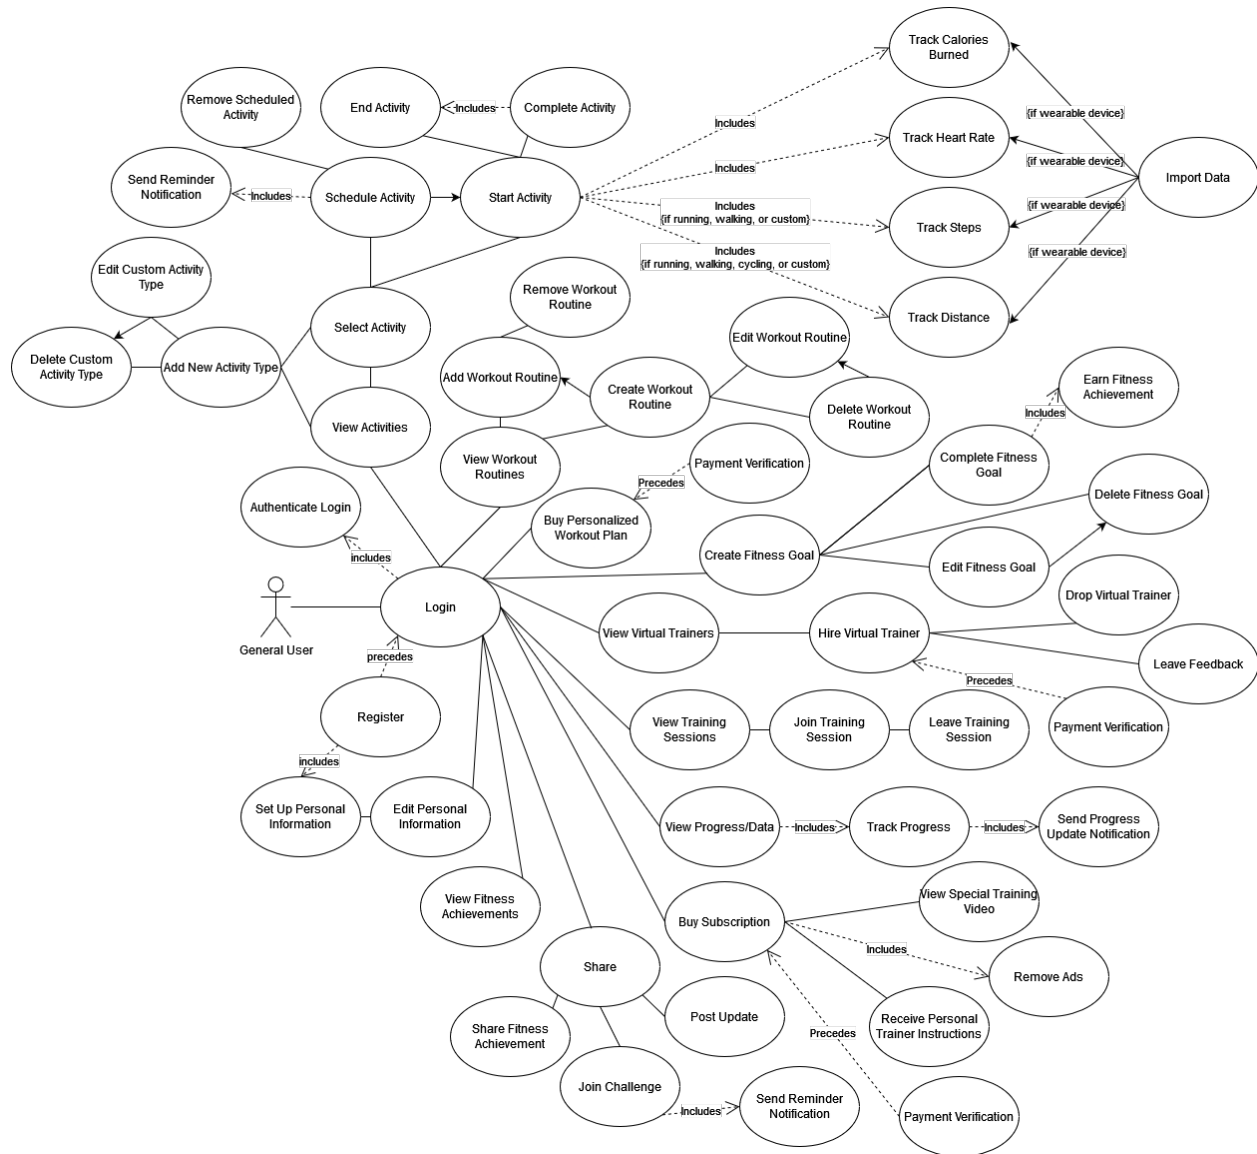 Track Calories
Burned
Remove Scheduled
Activity
End Activity
Includes
Complete Activity
Includes
{if wearable device}
Track Heart Rate
Send Reminder
Notification
Includes
Schedule Activity
Start Activity
Includes
{if wearable device}
Import Data
Includes
{if running, walking, or custom}
{if wearable device}
Track Steps
Edit Custom Activity
Type
Includes
{if running, walking, cycling, or custom}
{if wearable device}
Remove Workout
Routine
Track Distance
Select Activity
Edit Workout Routine
Delete Custom
Activity Type
Add New Activity Type
Add Workout Routine
Create Workout
Routine
Earn Fitness
Achievement
Includes
Delete Workout
Routine
View Activities
View Workout
Routines
Payment Verification
Complete Fitness
Goal
Precedes
Delete Fitness Goal
Authenticate Login
Buy Personalized
Workout Plan
Create Fitness Goal
Edit Fitness Goal
includes
Drop Virtual Trainer
Login
General User
View Virtual Trainers
Hire Virtual Trainer
precedes
Leave Feedback
Precedes
Register
View Training
Sessions
Join Training
Session
Leave Training
Session
Payment Verification
includes
Set Up Personal
Information
Edit Personal
Information
View Progress/Data
Includes
Track Progress
Includes
Send Progress
Update Notification
View Fitness
Achievements
View Special Training
Video
Buy Subscription
Includes
Share
Remove Ads
Post Update
Receive Personal
Trainer Instructions
Share Fitness
Achievement
Precedes
Join Challenge
Includes
Send Reminder
Notification
Payment Verification